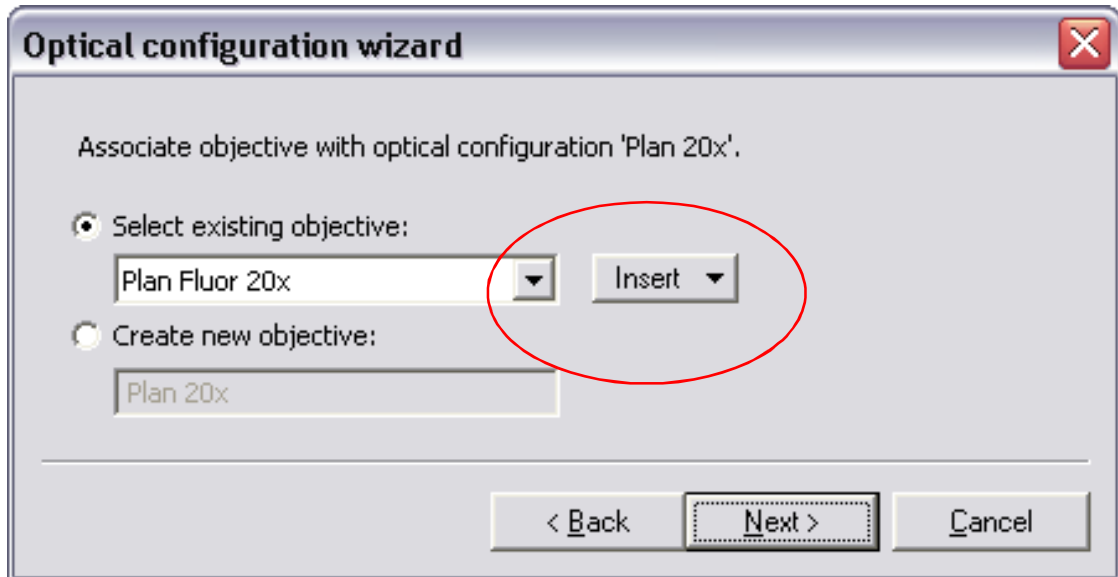 Optical configuration wizard
Associate objective with optical configuration 'Plan 20x'.
Select existing objective:
Plan Fluor 20x
Insert
Create new objective:
Plan 20x
< Back Next > Cancel